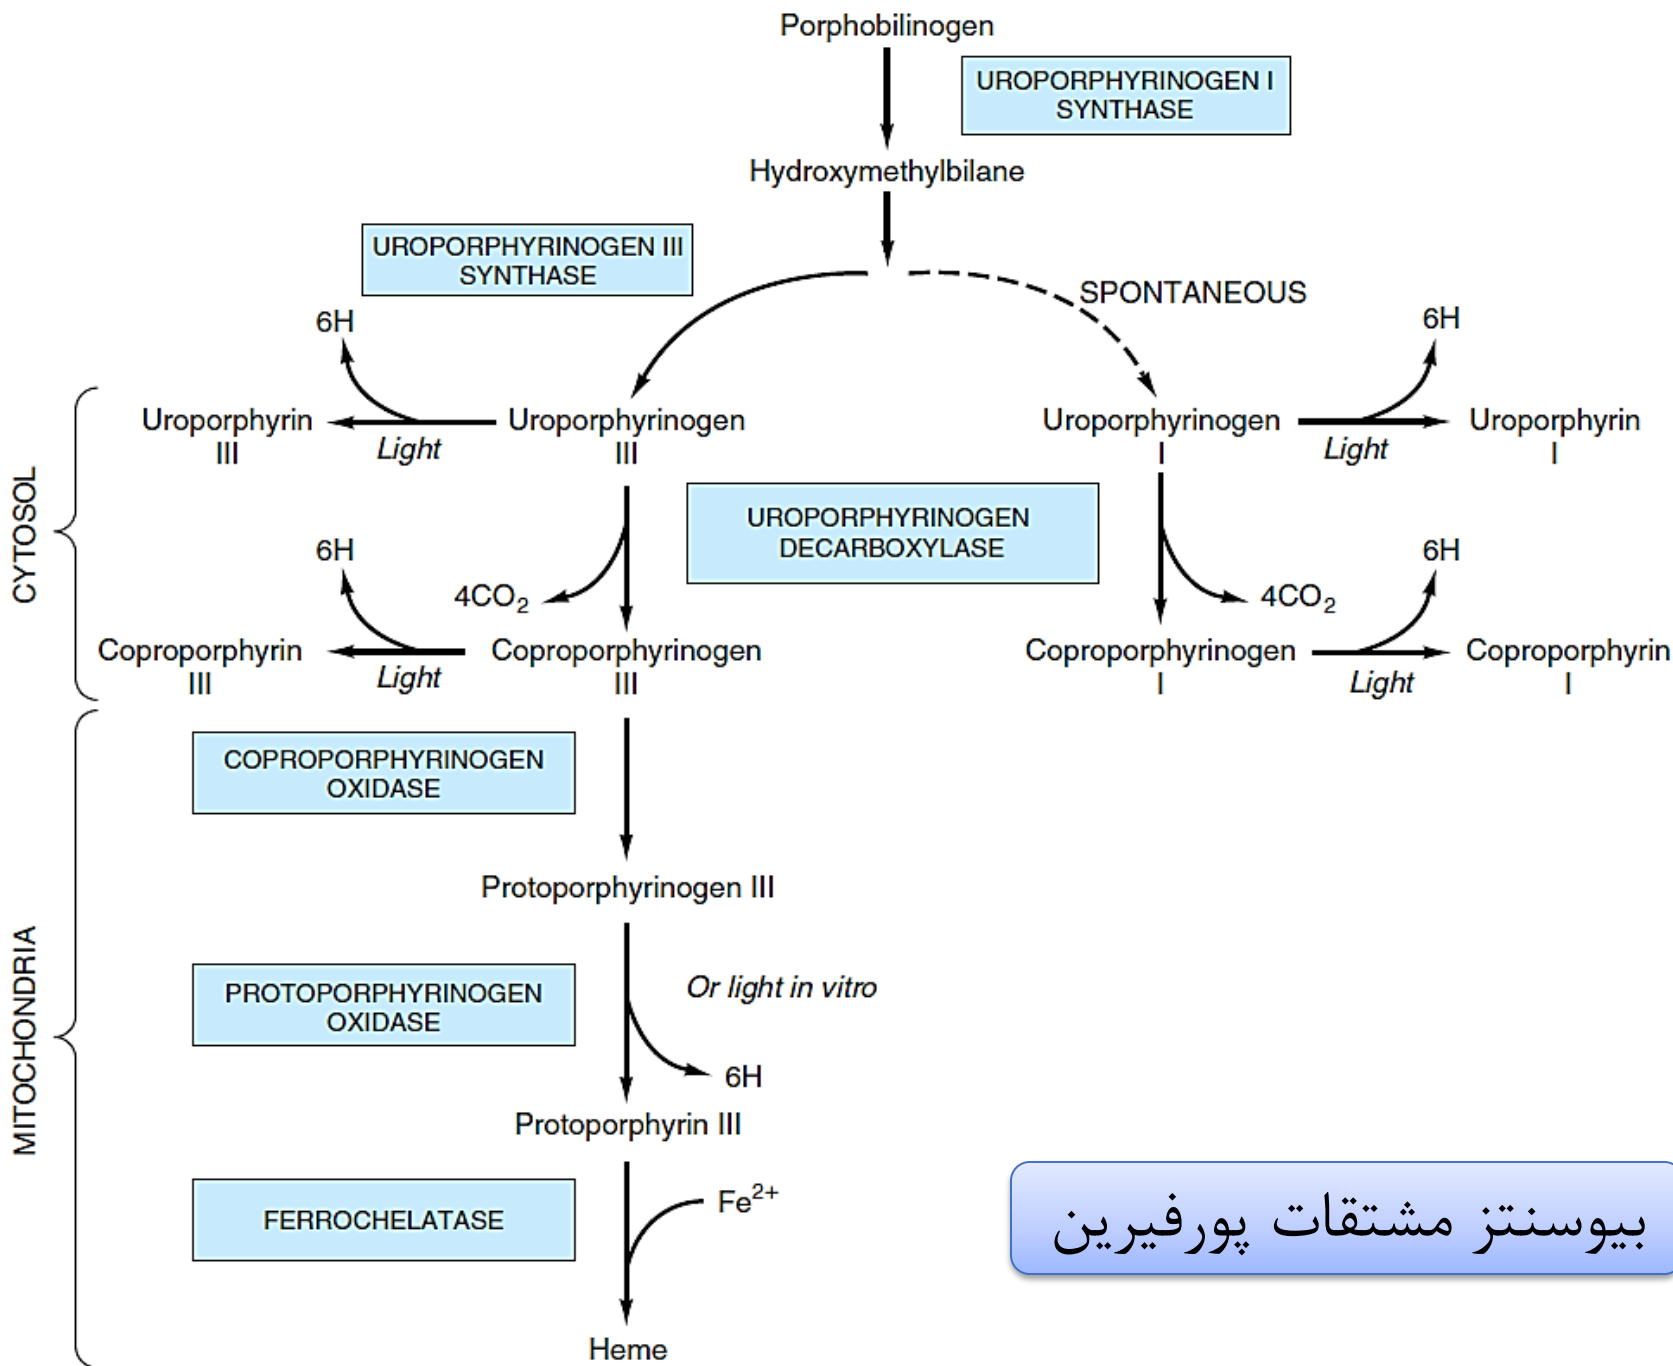 Porphobilinogen
UROPORPHYRINOGEN I
SYNTHASE
Hydroxymethylbilane
UROPORPHYRINOGEN III
SYNTHASE
SPONTANEOUS
6H
6H
Uroporphyrin
III
Light
Uroporphyrinogen
III
Uroporphyrinogen
I
Light
Uroporphyrin
I
CYTOSOL
UROPORPHYRINOGEN
DECARBOXYLASE
6H
4CO2
4CO2
6H
Coproporphyrin
III
Light
Coproporphyrinogen
III
Coproporphyrinogen
I
Light
Coproporphyrin
I
COPROPORPHYRINOGEN
OXIDASE
Protoporphyrinogen III
MITOCHONDRIA
PROTOPORPHYRINOGEN
OXIDASE
Or light in vitro
6H
Protoporphyrin III
FERROCHELATASE
Fe2+
Heme
بیوسنتز مشتقات پورفیرین